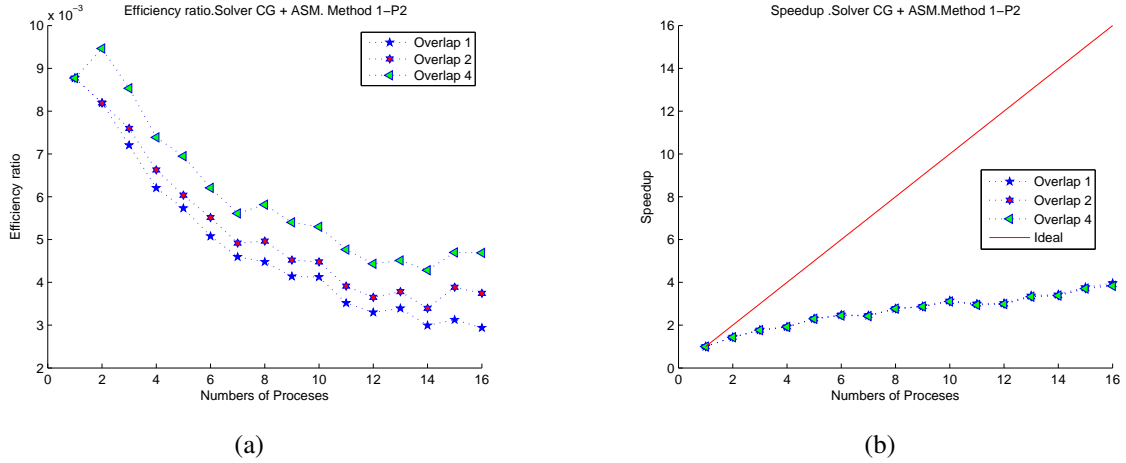 Efficiency ratio.Solver CG + ASM. Method 1−P2
x 10−3
10
9
8
7
6
5
4
3
2
0 2 4 6 8 10 12 14 16
Efficiency ratio
Numbers of Proceses
Overlap 1
Overlap 2
Overlap 4
(a)
Speedup .Solver CG + ASM.Method 1−P2
16
14
12
10
8
6
4
2
0
0 2 4 6 8 10 12 14 16
Speedup
Numbers of Proceses
Overlap 1
Overlap 2
Overlap 4
Ideal
(b)